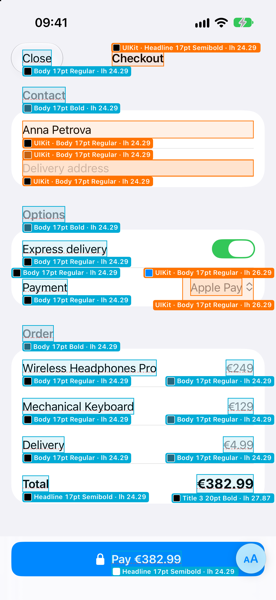 09:41
UIKit · Headline 17pt Semibold · lh 24.29
Close
Checkout
Body 17pt Regular · lh 24.29
Contact
Body 17pt Bold · lh 24.29
Anna Petrova
UIKit · Body 17pt Regular · lh 24.29
UIKit · Body 17pt Regular · lh 24.29
Delivery address
UIKit · Body 17pt Regular · lh 24.29
Options
Body 17pt Bold · lh 24.29
Express delivery
Body 17pt Regular · lh 24.29
Body 17pt Regular · lh 24.29
UIKit · Body 17pt Regular · lh 26.29
Payment
Apple Pay
Body 17pt Regular · lh 24.29
UIKit · Body 17pt Regular · lh 26.29
Order
Body 17pt Bold · lh 24.29
Wireless Headphones Pro
€249
Body 17pt Regular · lh 24.29
Body 17pt Regular · lh 24.29
Mechanical Keyboard
€129
Body 17pt Regular · lh 24.29
Body 17pt Regular · lh 24.29
Delivery
€4.99
Body 17pt Regular · lh 24.29
Body 17pt Regular · lh 24.29
Total
€382.99
Headline 17pt Semibold · lh 24.29
Title 3 20pt Bold · lh 27.87
Pay €382.99
AA
Headline 17pt Semibold · lh 24.29